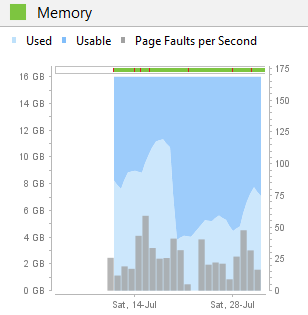 Memory
Used Usable Page Faults per Second
16 GB
14 GB
12 GB
10 GB
8 GB
6 GB
4 GB
2 GB
0 GB
175
150
125
100
75
50
25
0
Sat, 14-Jul Sat, 28-Jul